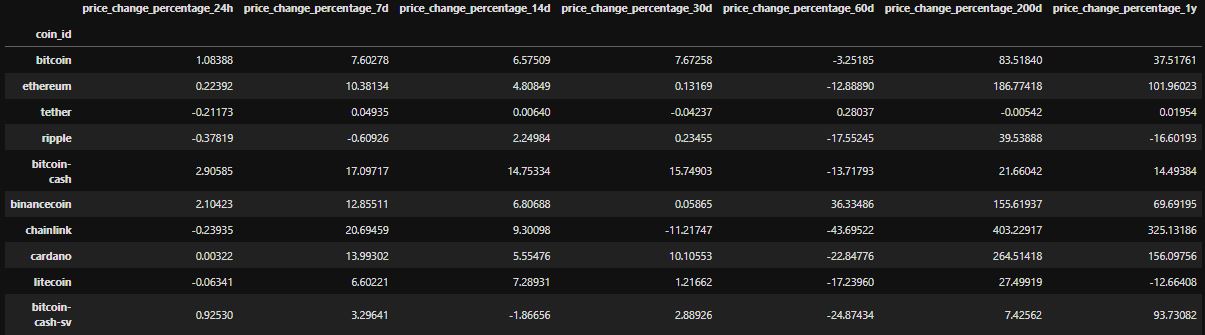 price_change_percentage_24h price_change_percentage_7d price_change_percentage_14d price_change_percentage_30d price_change_percentage_60d price_change_percentage_200d price_change_percentage_1y
coin_id
bitcoin 1.08388 7.60278 6.57509 7.67258 -3.25185 83.51840 37.51761
ethereum 0.22392 10.38134 4.80849 0.13169 -12.88890 186.77418 101.96023
tether -0.21173 0.04935 0.00640 -0.04237 0.28037 -0.00542 0.01954
ripple -0.37819 -0.60926 2.24984 0.23455 -17.55245 39.53888 -16.60193
bitcoin-
cash 2.90585 17.09717 14.75334 15.74903 -13.71793 21.66042 14.49384
binancecoin 2.10423 12.85511 6.80688 0.05865 36.33486 155.61937 69.69195
chainlink -0.23935 20.69459 9.30098 -11.21747 -43.69522 403.22917 325.13186
cardano 0.00322 13.99302 5.55476 10.10553 -22.84776 264.51418 156.09756
litecoin -0.06341 6.60221 7.28931 1.21662 -17.23960 27.49919 -12.66408
bitcoin-
cash-sv 0.92530 3.29641 -1.86656 2.88926 -24.87434 7.42562 93.73082